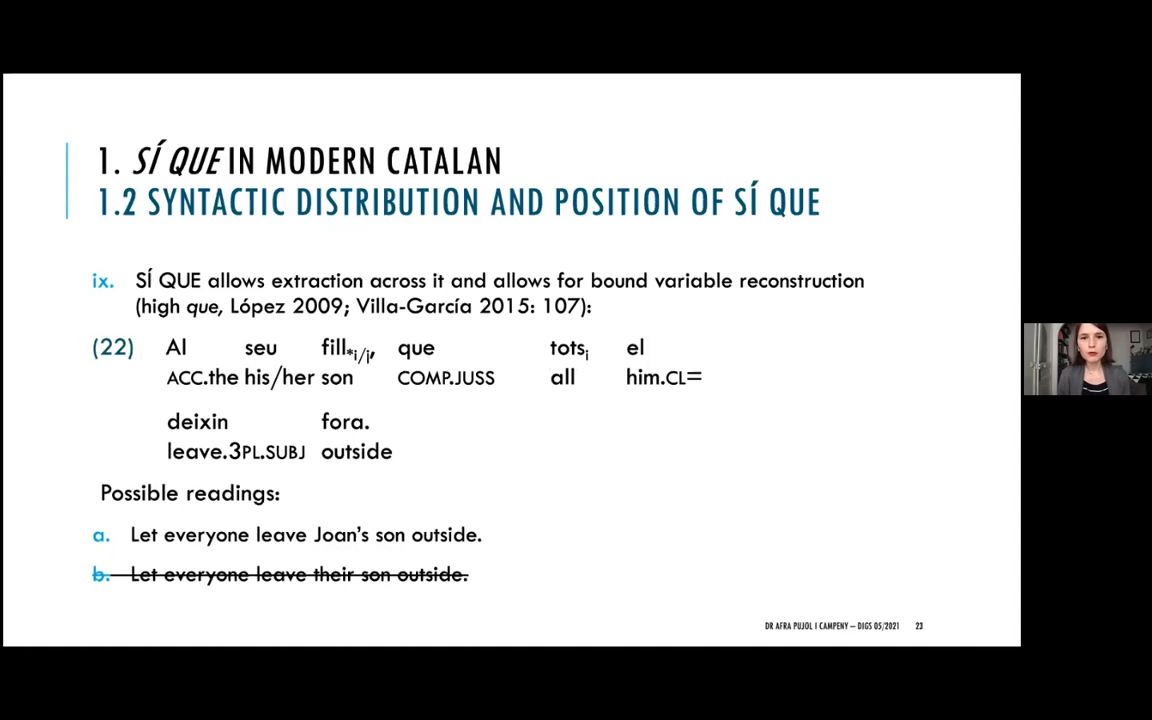 1. SÍ QUE IN MODERN CATALAN
1.2 SYNTACTIC DISTRIBUTION AND POSITION OF SÍ QUE
ix. SÍ QUE allows extraction across it and allows for bound variable reconstruction
(high que, López 2009; Villa-García 2015: 107):
(22) Al seu fill*i/j, que totsi el
ACC.the his/her son COMP.JUSS all him.CL=
deixin fora.
leave.3PL.SUBJ outside
Possible readings:
a. Let everyone leave Joan's son outside.
b. Let everyone leave their son outside.
DR AFRA PUJOL I CAMPENY – DIGS 05/2021 23